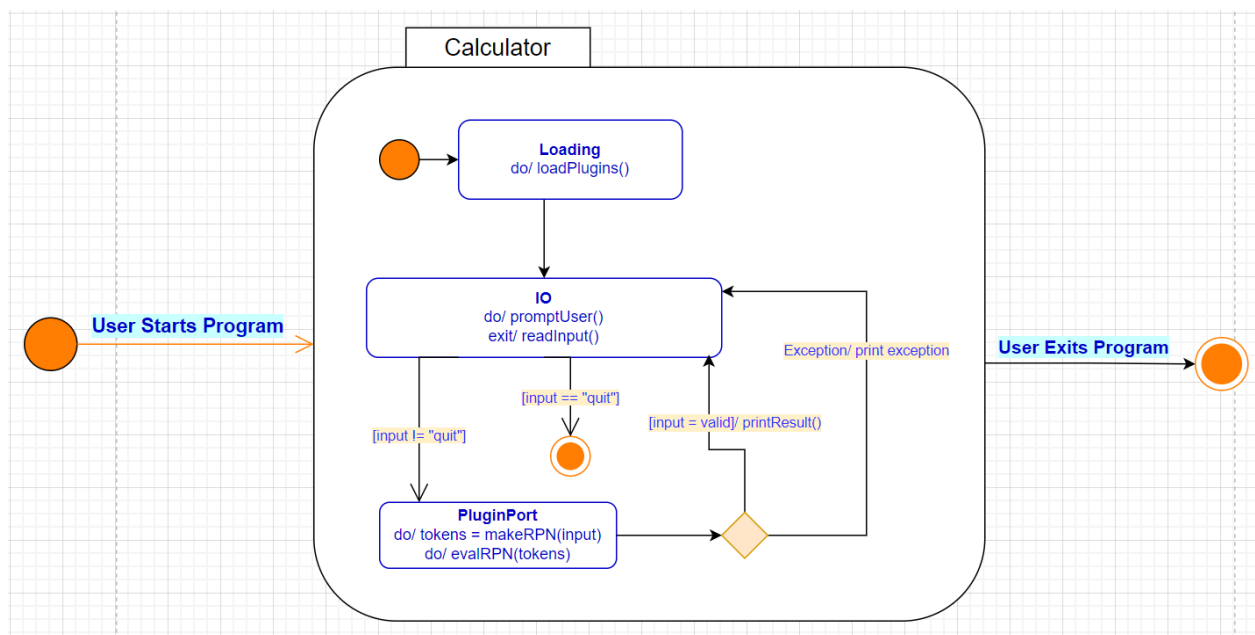 Calculator
Loading
do/ loadPlugins()
IO
do/ promptUser()
exit/ readInput()
User Starts Program
User Exits Program
Exception/ print exception
[input == "quit"]
[input = valid]/ printResult()
[input != "quit"]
PluginPort
do/ tokens = makeRPN(input)
do/ evalRPN(tokens)